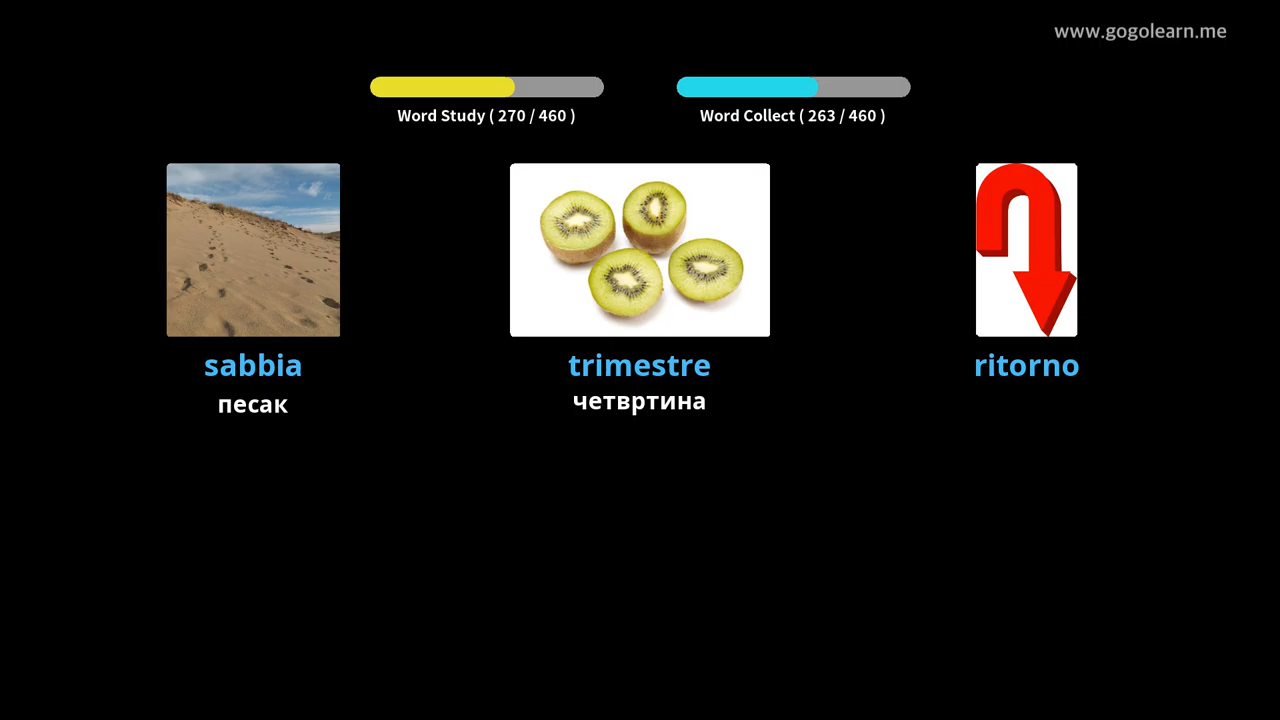 www.gogolearn.me
Word Study ( 270 / 460 )
Word Collect ( 263 / 460 )
sabbia
trimestre
ritorno
песак
четвртина